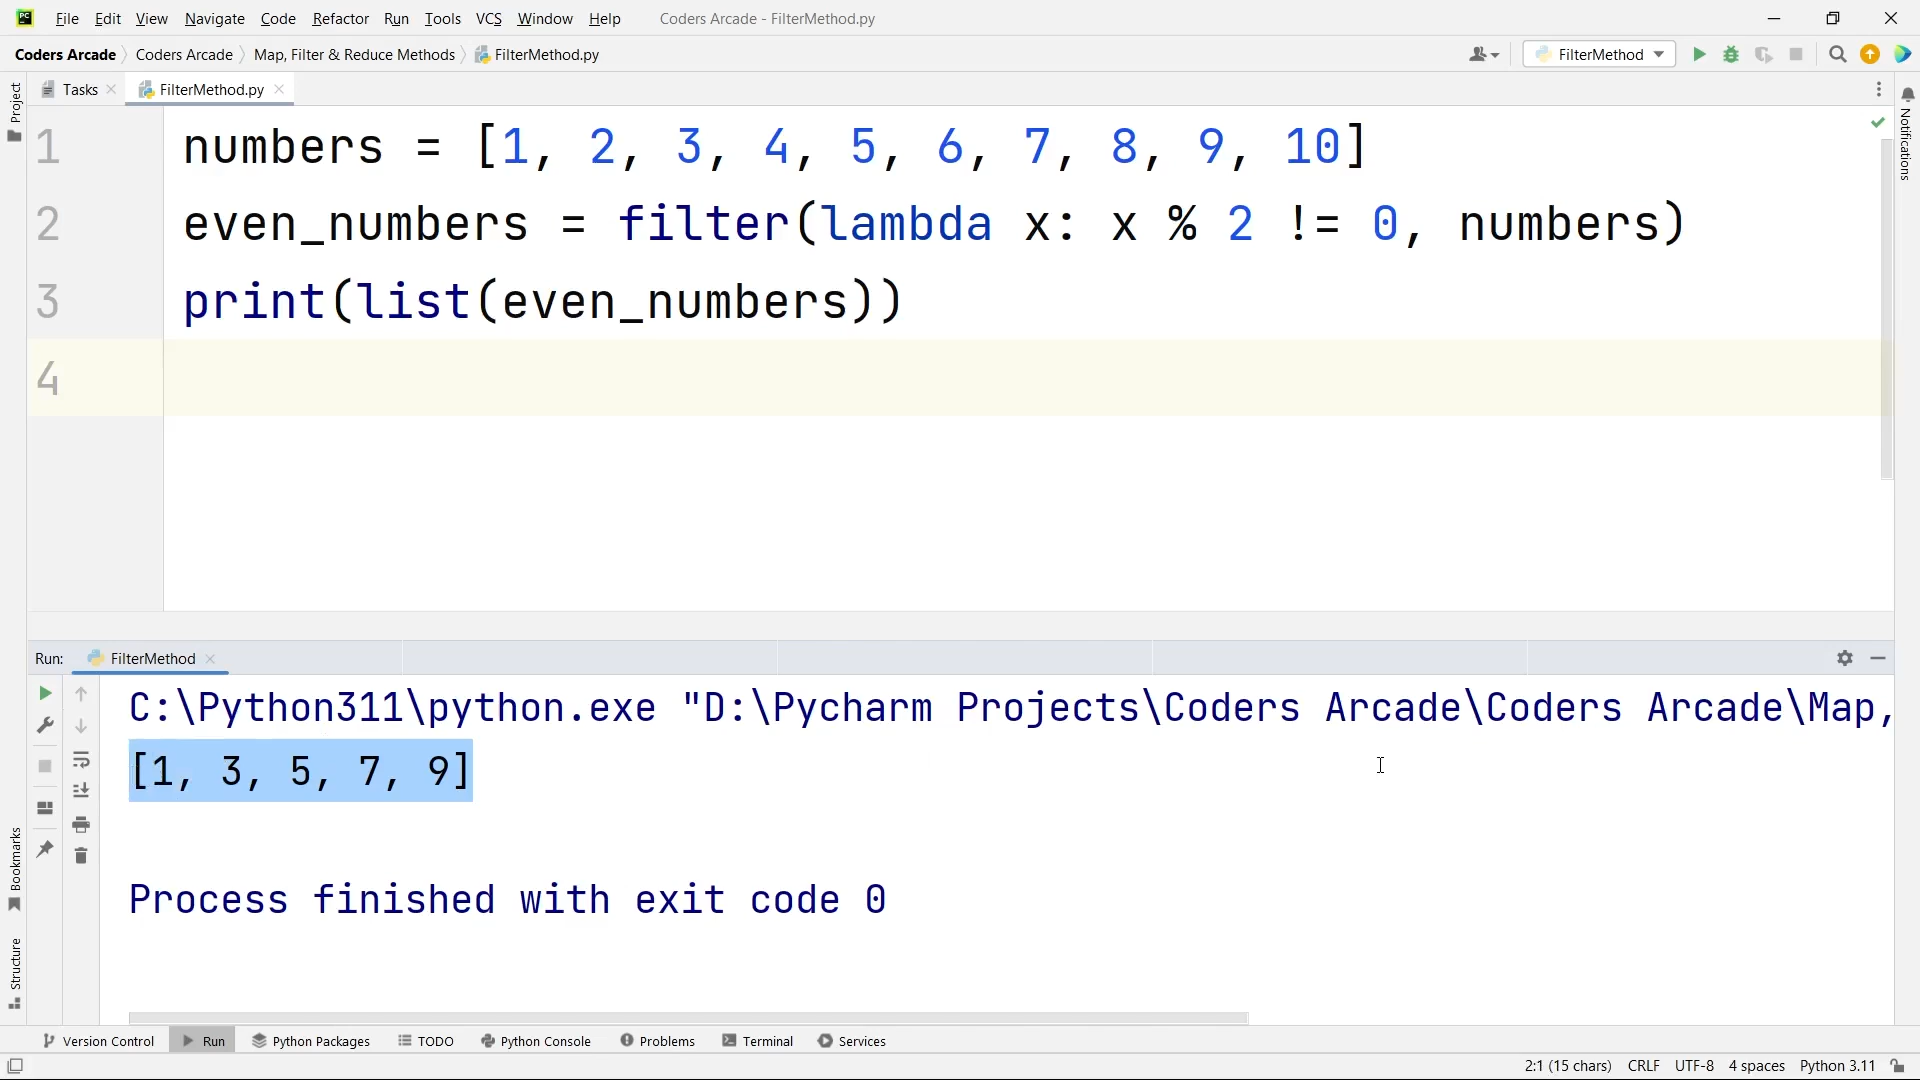 File Edit View Navigate Code Refactor Run Tools VCS Window Help Coders Arcade - FilterMethod.py
Coders Arcade Coders Arcade Map, Filter & Reduce Methods FilterMethod.py FilterMethod
Project
Tasks FilterMethod.py
Notifications
1 numbers = [1, 2, 3, 4, 5, 6, 7, 8, 9, 10]
2 even_numbers = filter(lambda x: x % 2 != 0, numbers)
3 print(list(even_numbers))
4
Run: FilterMethod
C:\Python311\python.exe "D:\Pycharm Projects\Coders Arcade\Coders Arcade\Map,
[1, 3, 5, 7, 9]
Process finished with exit code 0
Bookmarks
Structure
Version Control Run Python Packages TODO Python Console Problems Terminal Services
2:1 (15 chars) CRLF UTF-8 4 spaces Python 3.11